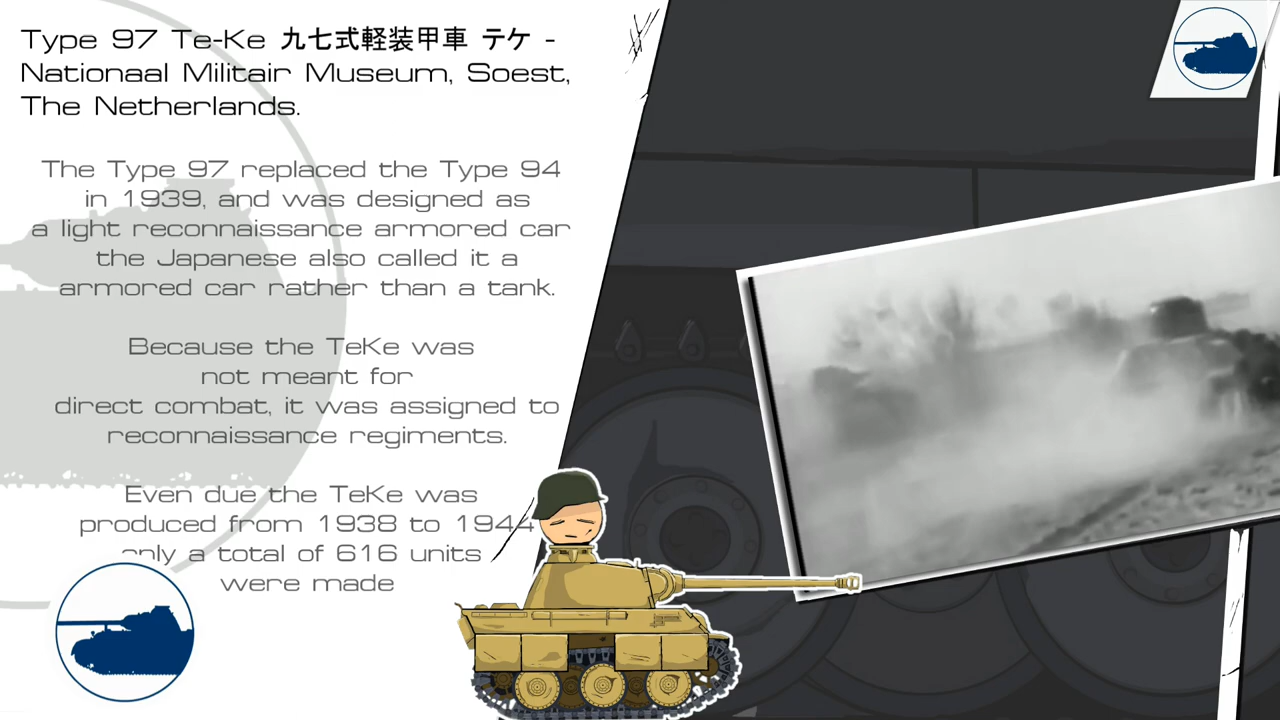 Type 97 Te-Ke 九七式軽装甲車 テケ -
Nationaal Militair Museum, Soest,
The Netherlands.
The Type 97 replaced the Type 94
in 1939, and was designed as
a light reconnaissance armored car
the Japanese also called it a
armored car rather than a tank.
Because the TeKe was
not meant for
direct combat, it was assigned to
reconnaissance regiments.
Even due the TeKe was
produced from 1938 to 1944
only a total of 616 units
were made